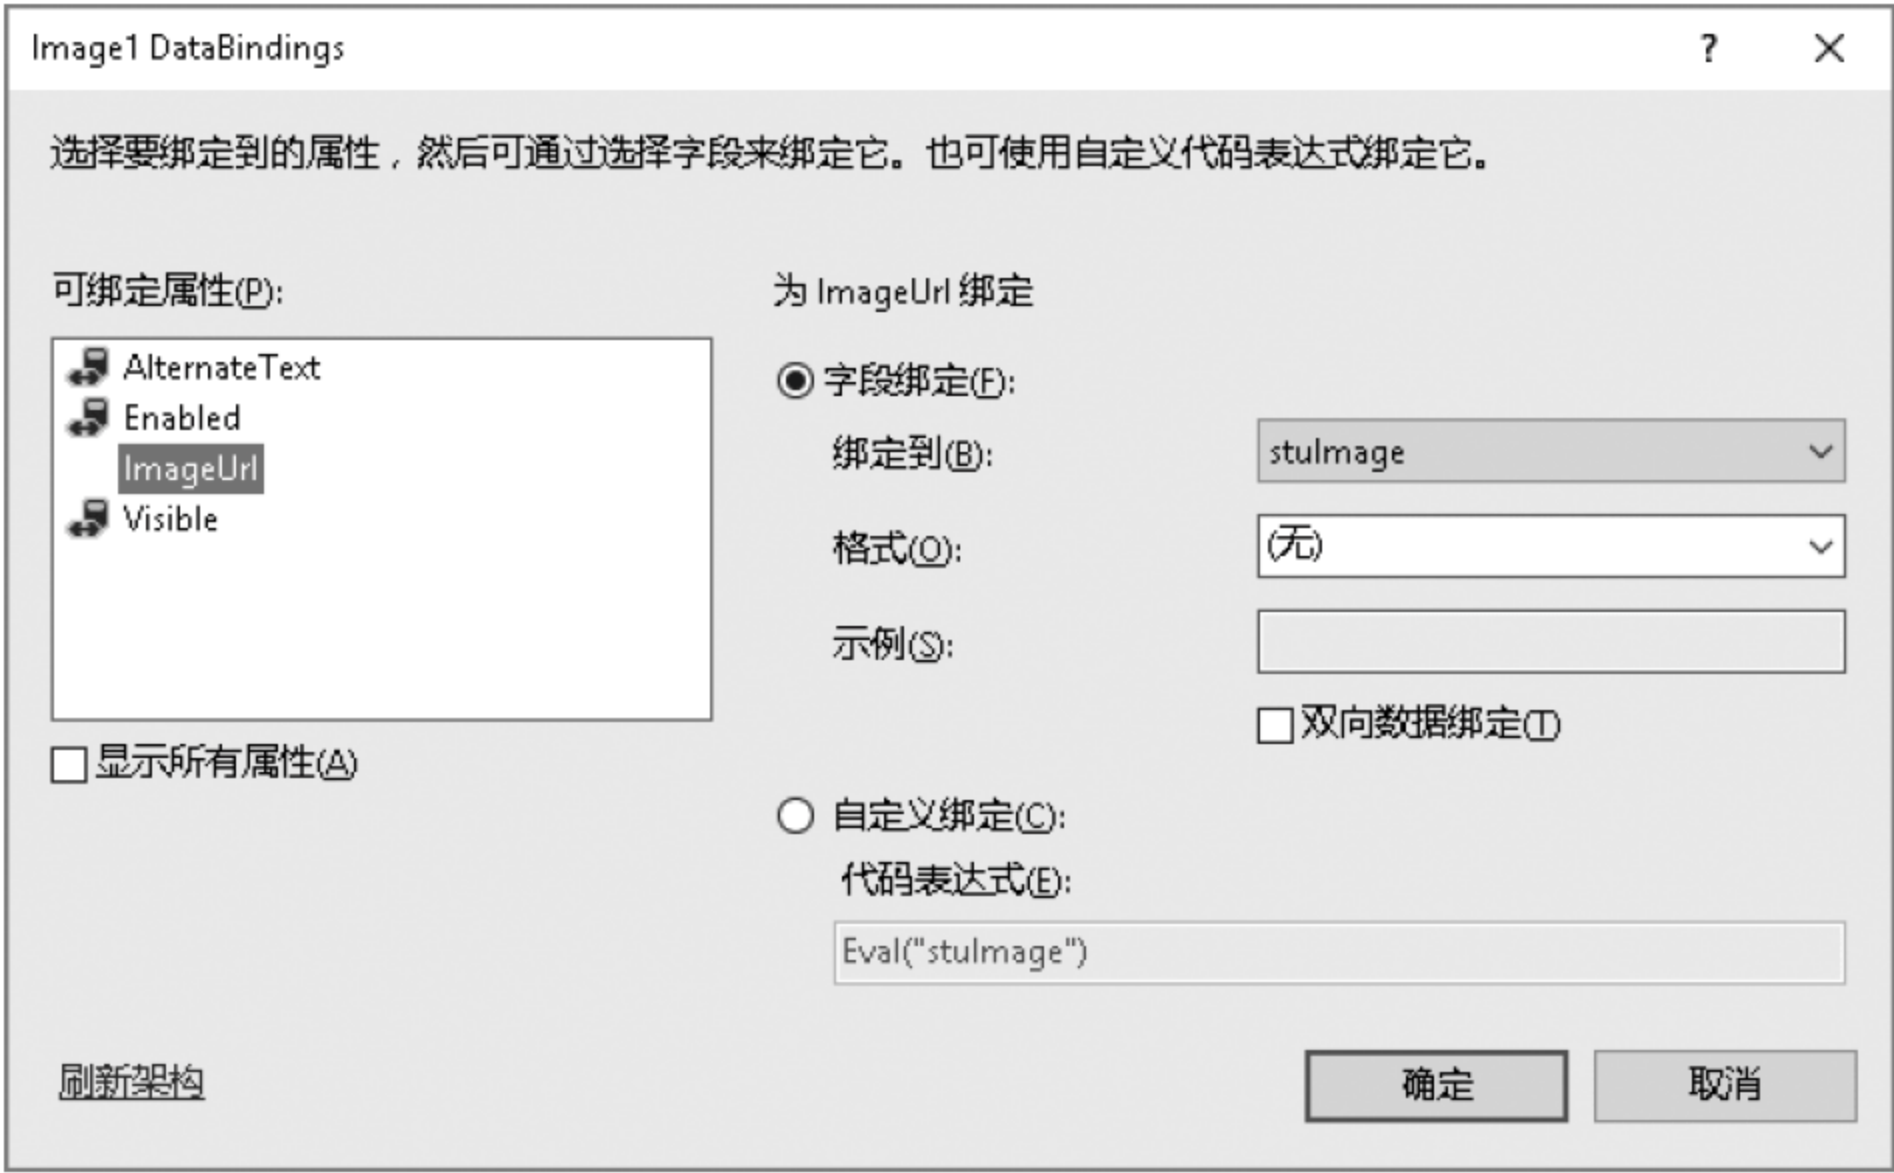 Image1 DataBindings
选择要绑定到的属性，然后可通过选择字段来绑定它。也可使用自定义代码表达式绑定它。
可绑定属性(P):
AlternateText
Enabled
ImageUrl
Visible
显示所有属性(A)
为 ImageUrl 绑定
字段绑定(F):
绑定到(B):
stuImage
格式(O):
(无)
示例(S):
双向数据绑定(T)
自定义绑定(C):
代码表达式(E):
Eval("stuImage")
刷新架构
确定
取消